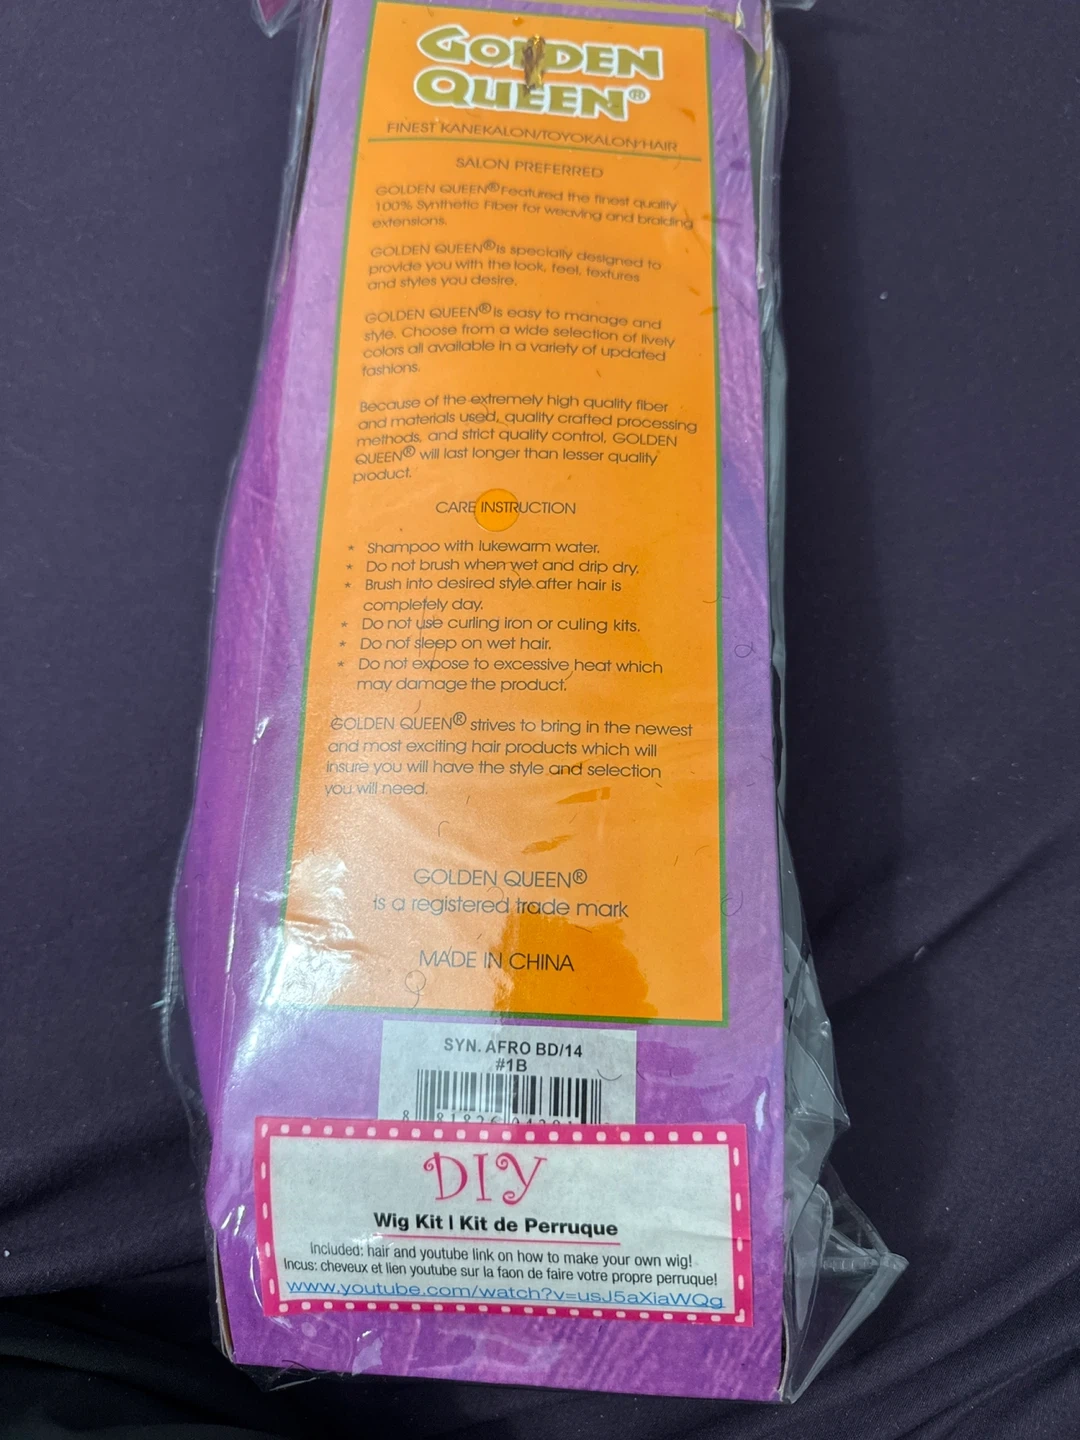 GOLDEN
QUEEN®
FINEST KANEKALON/TOYOKALON HAIR
SALON PREFERRED
GOLDEN QUEEN® Featured the finest quality
100% Synthetic Fiber for weaving and braiding
extensions.
GOLDEN QUEEN® is specially designed to
provide you with the look, feel, textures
and styles you desire.
GOLDEN QUEEN® is easy to manage and
style. Choose from a wide selection of lively
colors all available in a variety of updated
fashions.
Because of the extremely high quality fiber
and materials used, quality crafted processing
methods, and strict quality control, GOLDEN
QUEEN® will last longer than lesser quality
product.
CARE INSTRUCTION
* Shampoo with lukewarm water.
* Do not brush when wet and drip dry.
* Brush into desired style after hair is
completely day.
* Do not use curling iron or culing kits.
* Do not sleep on wet hair.
* Do not expose to excessive heat which
may damage the product.
GOLDEN QUEEN® strives to bring in the newest
and most exciting hair products which will
insure you will have the style and selection
you will need.
GOLDEN QUEEN®
is a registered trade mark
MADE IN CHINA
SYN. AFRO BD/14
#1B
DIY
Wig Kit | Kit de Perruque
Included: hair and youtube link on how to make your own wig!
Incus: cheveux et lien youtube sur la faon de faire votre propre perruque!
www.youtube.com/watch?v=usJ5aXiaWQg